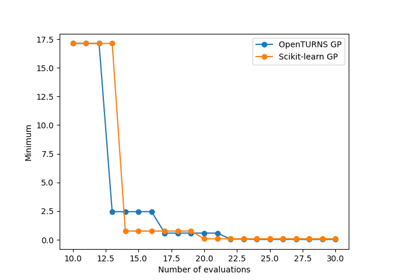 17.5
15.0
12.5
10.0
7.5
5.0
2.5
0.0
Minimum
OpenTURNS GP
Scikit-learn GP
10.0 12.5 15.0 17.5 20.0 22.5 25.0 27.5 30.0
Number of evaluations